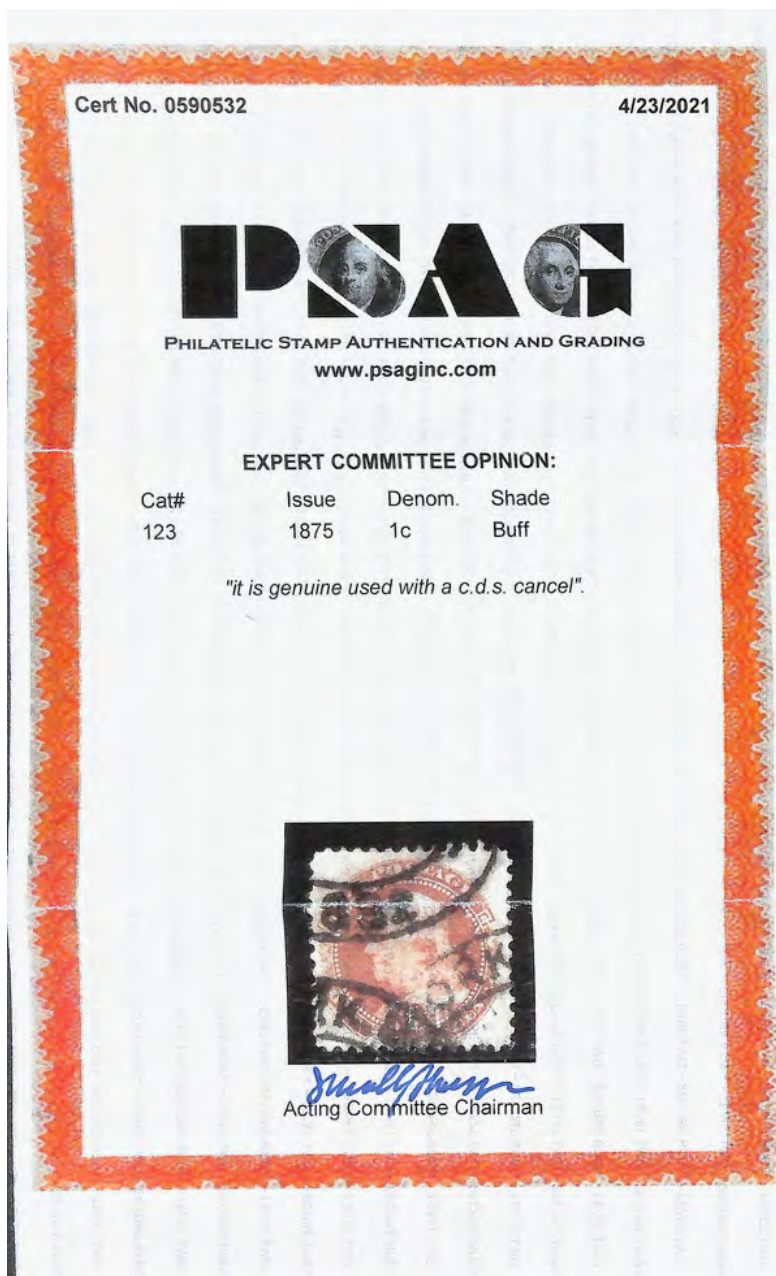 Cert No. 0590532 4/23/2021
PSAG
PHILATELIC STAMP AUTHENTICATION AND GRADING
www.psaginc.com
EXPERT COMMITTEE OPINION:
Cat# Issue Denom. Shade
123 1875 1c Buff
"it is genuine used with a c.d.s. cancel".
Acting Committee Chairman